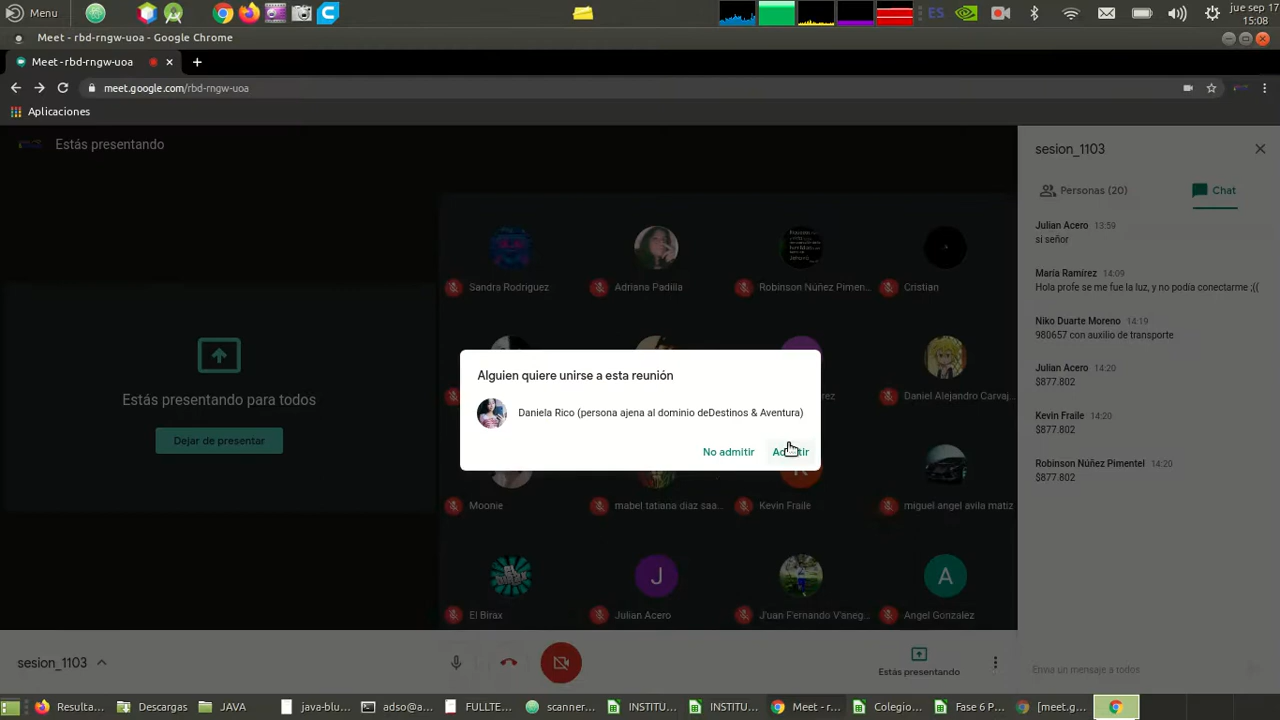 Menu
ES
jue sep 17
15:08
Meet - rbd-rngw-uoa - Google Chrome
Meet - rbd-rngw-uoa
meet.google.com/rbd-rngw-uoa
Aplicaciones
Estás presentando
Estás presentando para todos
Dejar de presentar
Sandra Rodriguez
Adriana Padilla
Robinson Núñez Pimen...
Cristian
Daniel Alejandro Carvaj...
Alguien quiere unirse a esta reunión
Daniela Rico (persona ajena al dominio deDestinos & Aventura)
No admitir
Moonie
mabel tatiana diaz saa...
Kevin Fraile
miguel angel avila matiz
J
A
El Birax
Julian Acero
J'uan F'ernando V'aneg...
Angel Gonzalez
sesion_1103
Personas (20)
Chat
Julian Acero 13:59
si señor
María Ramírez 14:09
Hola profe se me fue la luz, y no podía conectarme ;((
Niko Duarte Moreno 14:19
980657 con auxilio de transporte
Julian Acero 14:20
$877.802
Kevin Fraile 14:20
$877.802
Robinson Núñez Pimentel 14:20
$877.802
Envía un mensaje a todos
sesion_1103
Estás presentando
Resulta...
Descargas
JAVA
java-blu...
adso@...
FULLTE...
scanner...
INSTITU...
INSTITU...
Meet - r...
Colegio...
Fase 6 P...
[meet.g...